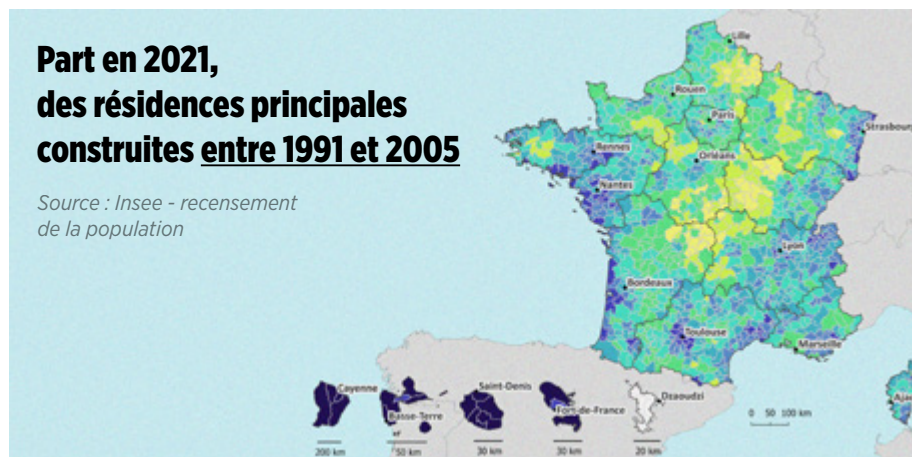 Part en 2021,
des résidences principales
construites entre 1991 et 2005
Source : Insee - recensement
de la population
Lille
Rouen
Paris
Strasbour
Rennes
Orléans
Nantes
Lyon
Bordeaux
Toulouse
Marseille
Cayenne
Basse-Terre
Saint-Denis
Fort-de-France
Dzaoudzi
Aja
0 50 100 km
200 km
50 km
30 km
30 km
20 km